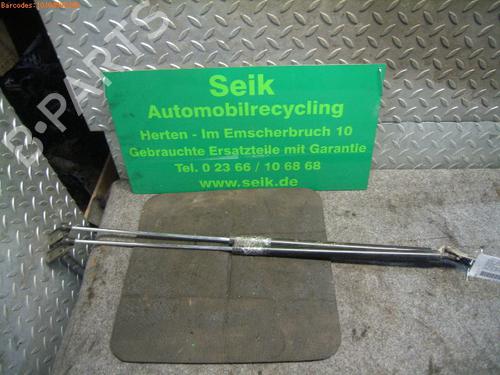 Seik
Automobilrecycling
Herten - Im Emscherbruch 10
Gebrauchte Ersatzteile mit Garantie
Tel. 0 23 66 / 10 68 68
www.seik.de
B-PARTS